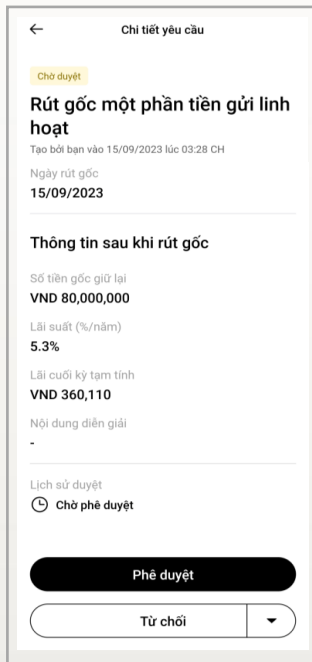 Chi tiết yêu cầu
Chờ duyệt
Rút gốc một phần tiền gửi linh
hoạt
Tạo bởi bạn vào 15/09/2023 lúc 03:28 CH
Ngày rút gốc
15/09/2023
Thông tin sau khi rút gốc
Số tiền gốc giữ lại
VND 80,000,000
Lãi suất (%/năm)
5.3%
Lãi cuối kỳ tạm tính
VND 360,110
Nội dung diễn giải
-
Lịch sử duyệt
Chờ phê duyệt
Phê duyệt
Từ chối